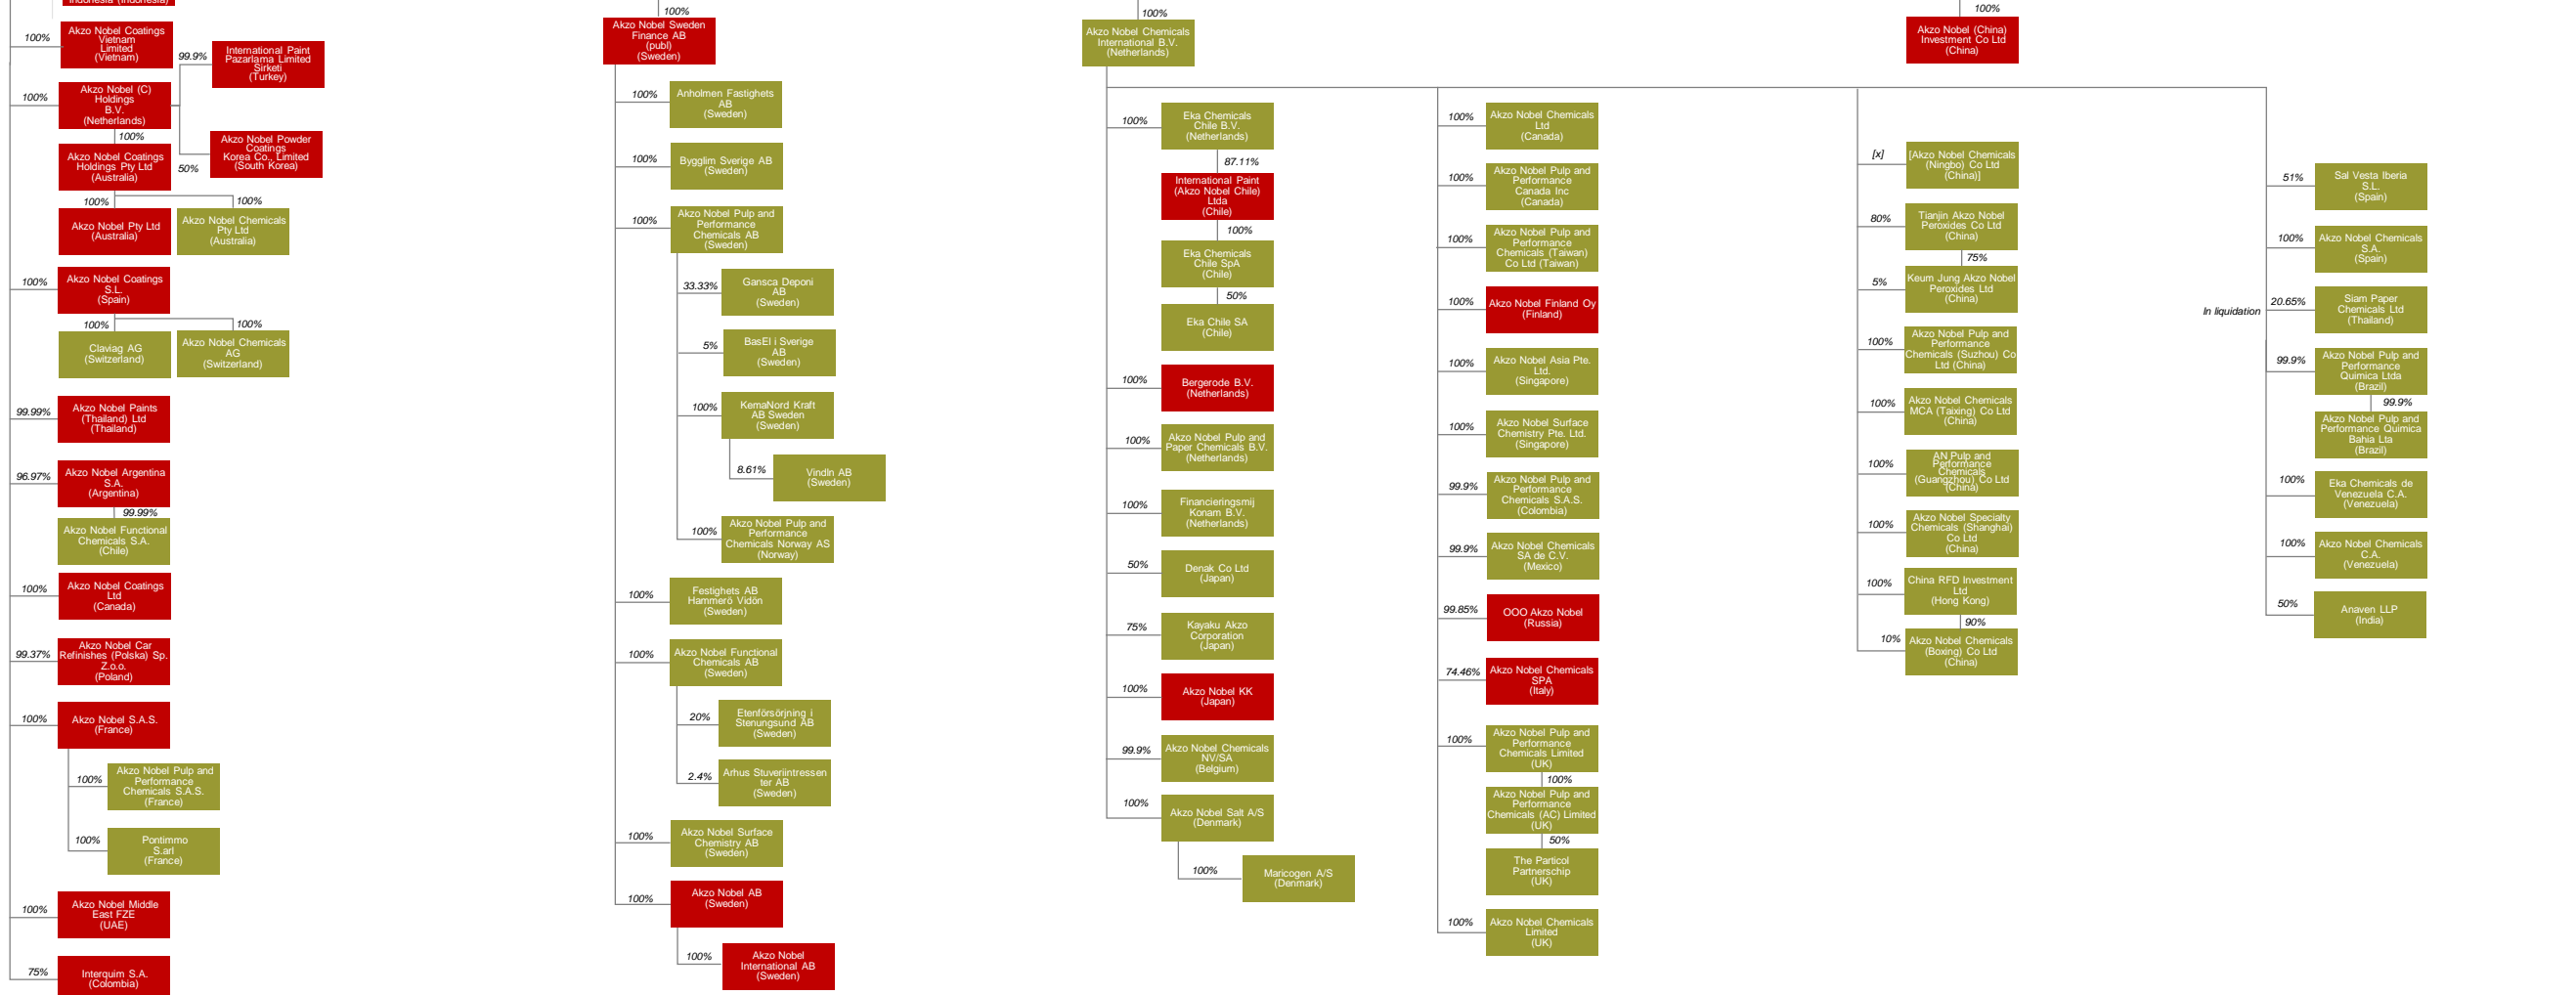 Indonesia (Indonesia)
100%
Akzo Nobel Coatings
Vietnam
Limited
(Vietnam)
99.9%
International Paint
Pazarlama Limited
Sirketi
(Turkey)
100%
Akzo Nobel (C)
Holdings
B.V.
(Netherlands)
50%
Akzo Nobel Powder
Coatings
Korea Co., Limited
(South Korea)
100%
Akzo Nobel Coatings
Holdings Pty Ltd
(Australia)
100%
Akzo Nobel Pty Ltd
(Australia)
100%
Akzo Nobel Chemicals
Pty Ltd
(Australia)
100%
Akzo Nobel Coatings
S.L.
(Spain)
100%
Claviag AG
(Switzerland)
100%
Akzo Nobel Chemicals
AG
(Switzerland)
99.99%
Akzo Nobel Paints
(Thailand) Ltd
(Thailand)
96.97%
Akzo Nobel Argentina
S.A.
(Argentina)
99.99%
Akzo Nobel Functional
Chemicals S.A.
(Chile)
100%
Akzo Nobel Coatings
Ltd
(Canada)
99.37%
Akzo Nobel Car
Refinishes (Polska) Sp.
Z.o.o.
(Poland)
100%
Akzo Nobel S.A.S.
(France)
100%
Akzo Nobel Pulp and
Performance
Chemicals S.A.S.
(France)
100%
Pontimmo
S.arl
(France)
100%
Akzo Nobel Middle
East FZE
(UAE)
75%
Interquim S.A.
(Colombia)
100%
Akzo Nobel Sweden
Finance AB
(publ)
(Sweden)
100%
Anholmen Fastighets
AB
(Sweden)
100%
Bygglim Sverige AB
(Sweden)
100%
Akzo Nobel Pulp and
Performance
Chemicals AB
(Sweden)
33.33%
Gansca Deponi
AB
(Sweden)
5%
BasEl i Sverige
AB
(Sweden)
100%
KemaNord Kraft
AB Sweden
(Sweden)
8.61%
VindIn AB
(Sweden)
100%
Akzo Nobel Pulp and
Performance
Chemicals Norway AS
(Norway)
100%
Festighets AB
Hammerö Vidön
(Sweden)
100%
Akzo Nobel Functional
Chemicals AB
(Sweden)
20%
Etenförsörjning i
Stenungsund AB
(Sweden)
2.4%
Arhus Stuveriintressen
ter AB
(Sweden)
100%
Akzo Nobel Surface
Chemistry AB
(Sweden)
100%
Akzo Nobel AB
(Sweden)
100%
Akzo Nobel
International AB
(Sweden)
100%
Akzo Nobel Chemicals
International B.V.
(Netherlands)
100%
Eka Chemicals
Chile B.V.
(Netherlands)
87.11%
International Paint
(Akzo Nobel Chile)
Ltda
(Chile)
100%
Eka Chemicals
Chile SpA
(Chile)
50%
Eka Chile SA
(Chile)
100%
Bergerode B.V.
(Netherlands)
100%
Akzo Nobel Pulp and
Paper Chemicals B.V.
(Netherlands)
100%
Financieringsmij
Konam B.V.
(Netherlands)
50%
Denak Co Ltd
(Japan)
75%
Kayaku Akzo
Corporation
(Japan)
100%
Akzo Nobel KK
(Japan)
99.9%
Akzo Nobel Chemicals
NV/SA
(Belgium)
100%
Akzo Nobel Salt A/S
(Denmark)
100%
Maricogen A/S
(Denmark)
100%
Akzo Nobel Chemicals
Ltd
(Canada)
100%
Akzo Nobel Pulp and
Performance
Canada Inc
(Canada)
100%
Akzo Nobel Pulp and
Performance
Chemicals (Taiwan)
Co Ltd (Taiwan)
100%
Akzo Nobel Finland Oy
(Finland)
100%
Akzo Nobel Asia Pte.
Ltd.
(Singapore)
100%
Akzo Nobel Surface
Chemistry Pte. Ltd.
(Singapore)
99.9%
Akzo Nobel Pulp and
Performance
Chemicals S.A.S.
(Colombia)
99.9%
Akzo Nobel Chemicals
SA de C.V.
(Mexico)
99.85%
OOO Akzo Nobel
(Russia)
74.46%
Akzo Nobel Chemicals
SPA
(Italy)
100%
Akzo Nobel Pulp and
Performance
Chemicals Limited
(UK)
100%
Akzo Nobel Pulp and
Performance
Chemicals (AC) Limited
(UK)
50%
The Particol
Partnerschip
(UK)
100%
Akzo Nobel Chemicals
Limited
(UK)
100%
Akzo Nobel (China)
Investment Co Ltd
(China)
[x]
[Akzo Nobel Chemicals
(Ningbo) Co Ltd
(China)]
80%
Tianjin Akzo Nobel
Peroxides Co Ltd
(China)
75%
5%
Keum Jung Akzo Nobel
Peroxides Ltd
(China)
100%
Akzo Nobel Pulp and
Performance
Chemicals (Suzhou) Co
Ltd (China)
100%
Akzo Nobel Chemicals
MCA (Taixing) Co Ltd
(China)
100%
AN Pulp and
Performance
Chemicals
(Guangzhou) Co Ltd
(China)
100%
Akzo Nobel Specialty
Chemicals (Shanghai)
Co Ltd
(China)
100%
China RFD Investment
Ltd
(Hong Kong)
90%
10%
Akzo Nobel Chemicals
(Boxing) Co Ltd
(China)
51%
Sal Vesta Iberia
S.L.
(Spain)
100%
Akzo Nobel Chemicals
S.A.
(Spain)
In liquidation
20.65%
Siam Paper
Chemicals Ltd
(Thailand)
99.9%
Akzo Nobel Pulp and
Performance
Quimica Ltda
(Brazil)
99.9%
Akzo Nobel Pulp and
Performance Quimica
Bahia Lta
(Brazil)
100%
Eka Chemicals de
Venezuela C.A.
(Venezuela)
100%
Akzo Nobel Chemicals
C.A.
(Venezuela)
50%
Anaven LLP
(India)